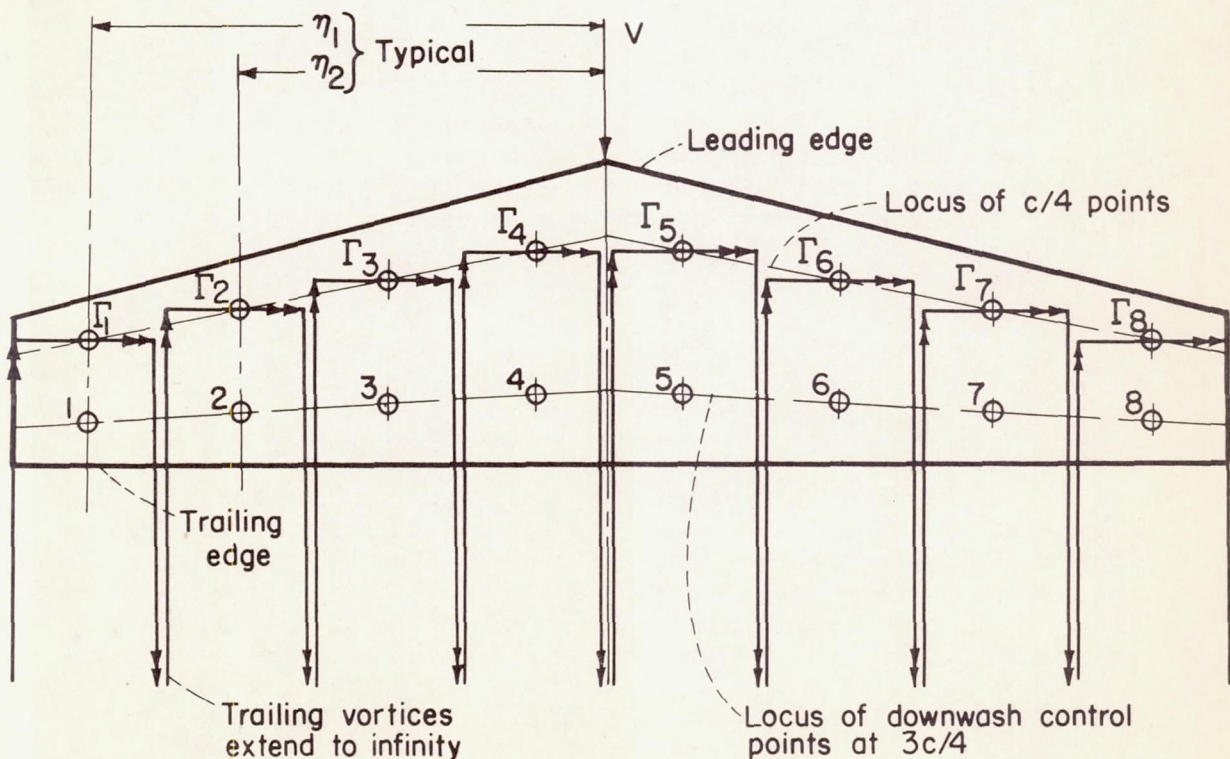 η₁
η₂
} Typical
V
Leading edge
Locus of c/4 points
Γ₁
Γ₂
Γ₃
Γ₄
Γ₅
Γ₆
Γ₇
Γ₈
1
2
3
4
5
6
7
8
Trailing
edge
Trailing vortices
extend to infinity
Locus of downwash control
points at 3c/4